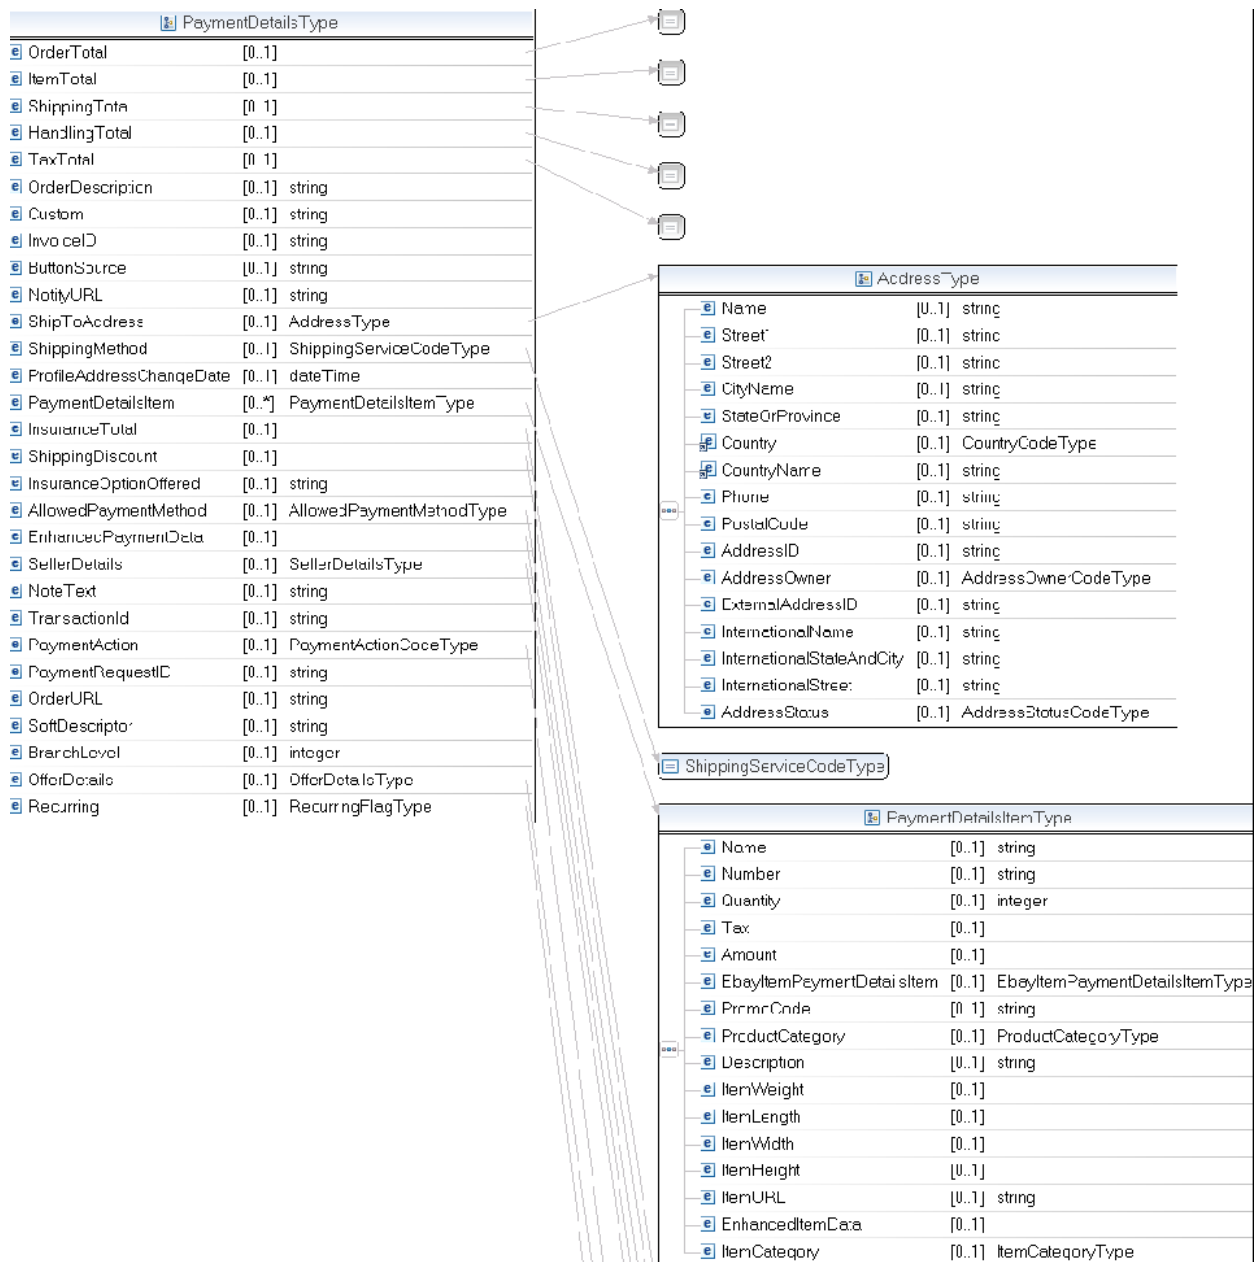 PaymentDetailsType
OrderTotal [0..1]
ItemTotal [0..1]
ShippingTotal [0..1]
HandlingTotal [0..1]
TaxTotal [0..1]
OrderDescription [0..1] string
Custom [0..1] string
InvoiceID [0..1] string
ButtonSource [0..1] string
NotifyURL [0..1] string
ShipToAddress [0..1] AddressType
ShippingMethod [0..1] ShippingServiceCodeType
ProfileAddressChangeDate [0..1] dateTime
PaymentDetailsItem [0..*] PaymentDetailsItemType
InsuranceTotal [0..1]
ShippingDiscount [0..1]
InsuranceOptionOffered [0..1] string
AllowedPaymentMethod [0..1] AllowedPaymentMethodType
EnhancedPaymentData [0..1]
SellerDetails [0..1] SellerDetailsType
NoteText [0..1] string
TransactionId [0..1] string
PaymentAction [0..1] PaymentActionCodeType
PaymentRequestID [0..1] string
OrderURL [0..1] string
SoftDescriptor [0..1] string
BranchLevel [0..1] integer
OfferDetails [0..1] OfferDetailsType
Recurring [0..1] RecurringFlagType
AddressType
Name [0..1] string
Street1 [0..1] string
Street2 [0..1] string
CityName [0..1] string
StateOrProvince [0..1] string
Country [0..1] CountryCodeType
CountryName [0..1] string
Phone [0..1] string
PostalCode [0..1] string
AddressID [0..1] string
AddressOwner [0..1] AddressOwnerCodeType
ExternalAddressID [0..1] string
InternationalName [0..1] string
InternationalStateAndCity [0..1] string
InternationalStreet [0..1] string
AddressStatus [0..1] AddressStatusCodeType
ShippingServiceCodeType
PaymentDetailsItemType
Name [0..1] string
Number [0..1] string
Quantity [0..1] integer
Tax [0..1]
Amount [0..1]
EbayItemPaymentDetailsItem [0..1] EbayItemPaymentDetailsItemType
PromoCode [0..1] string
ProductCategory [0..1] ProductCategoryType
Description [0..1] string
ItemWeight [0..1]
ItemLength [0..1]
ItemWidth [0..1]
ItemHeight [0..1]
ItemURL [0..1] string
EnhancedItemData [0..1]
ItemCategory [0..1] ItemCategoryType